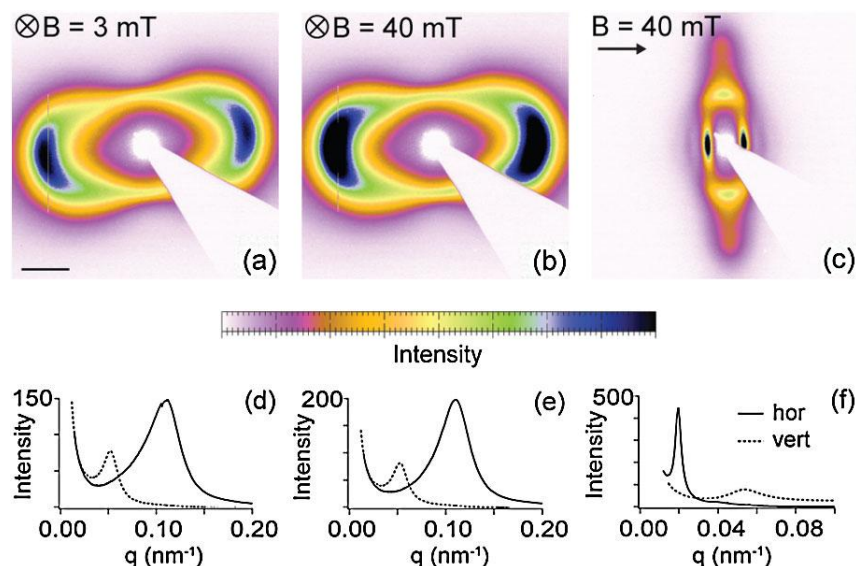 ⊗B = 3 mT
⊗B = 40 mT
B = 40 mT
→
(a)
(b)
(c)
Intensity
150
Intensity
0.00 0.10 0.20
q (nm⁻¹)
(d)
200
Intensity
0.00 0.10 0.20
q (nm⁻¹)
(e)
500
Intensity
0.00 0.04 0.08
q (nm⁻¹)
(f)
hor
vert